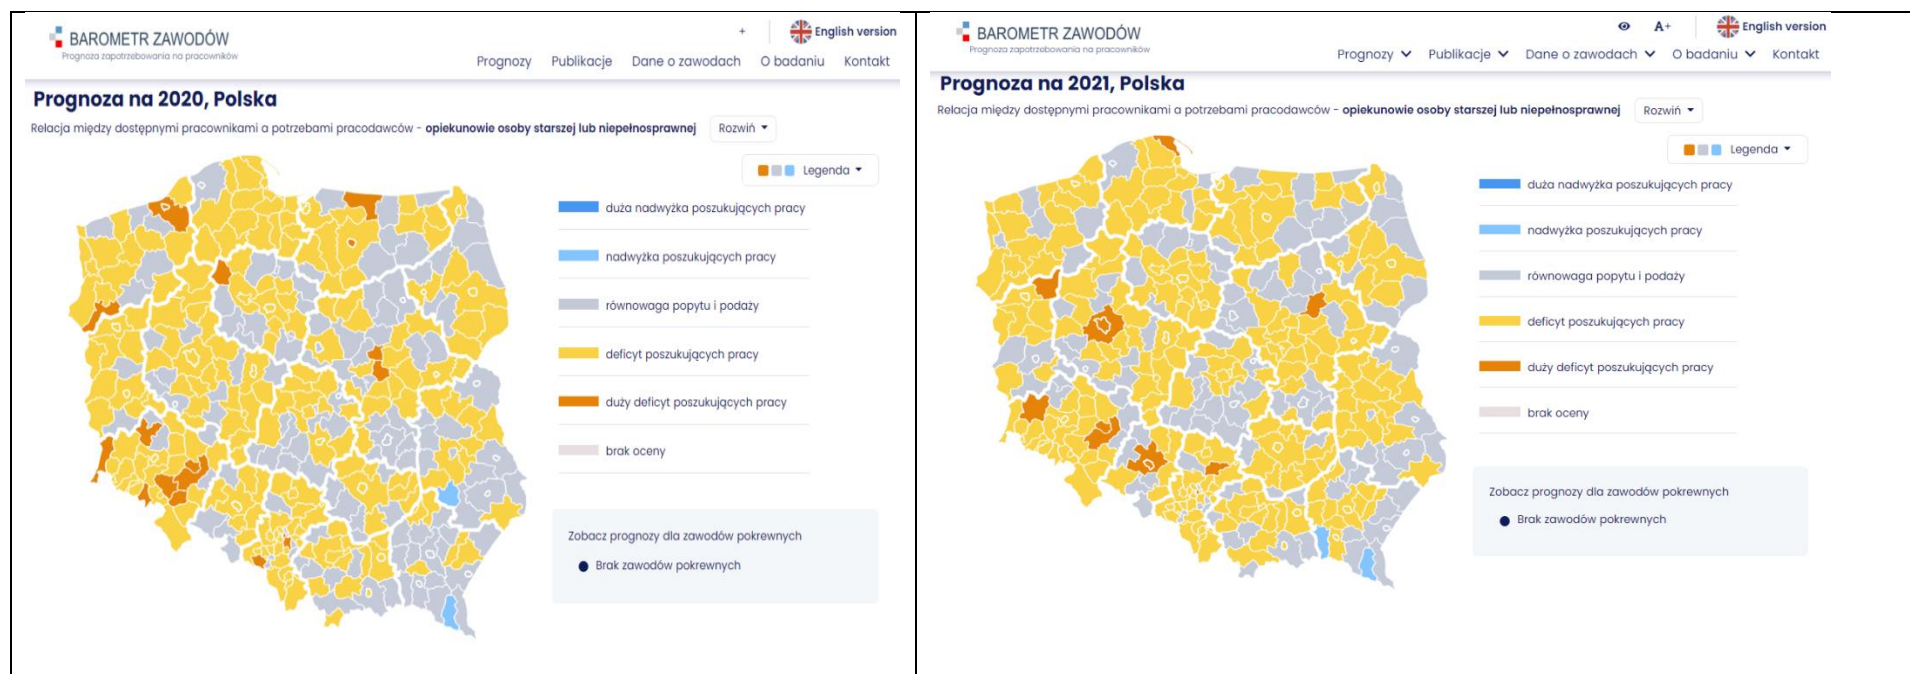 BAROMETR ZAWODÓW
Prognoza zapotrzebowania na pracowników
+
English version
Prognozy Publikacje Dane o zawodach O badaniu Kontakt
Prognoza na 2020, Polska
Relacja między dostępnymi pracownikami a potrzebami pracodawców - opiekunowie osoby starszej lub niepełnosprawnej
Rozwiń
Legenda
duża nadwyżka poszukujących pracy
nadwyżka poszukujących pracy
równowaga popytu i podaży
deficyt poszukujących pracy
duży deficyt poszukujących pracy
brak oceny
Zobacz prognozy dla zawodów pokrewnych
Brak zawodów pokrewnych
BAROMETR ZAWODÓW
Prognoza zapotrzebowania na pracowników
A+
English version
Prognozy Publikacje Dane o zawodach O badaniu Kontakt
Prognoza na 2021, Polska
Relacja między dostępnymi pracownikami a potrzebami pracodawców - opiekunowie osoby starszej lub niepełnosprawnej
Rozwiń
Legenda
duża nadwyżka poszukujących pracy
nadwyżka poszukujących pracy
równowaga popytu i podaży
deficyt poszukujących pracy
duży deficyt poszukujących pracy
brak oceny
Zobacz prognozy dla zawodów pokrewnych
Brak zawodów pokrewnych